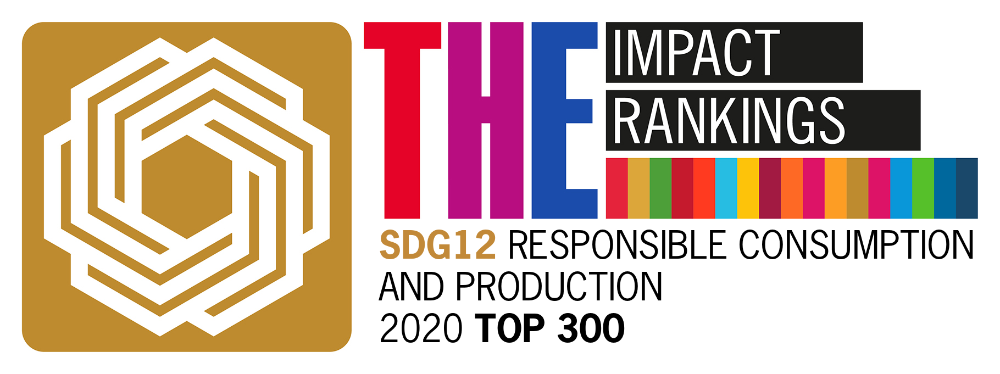 THE IMPACT
RANKINGS
SDG12 RESPONSIBLE CONSUMPTION
AND PRODUCTION
2020 TOP 300